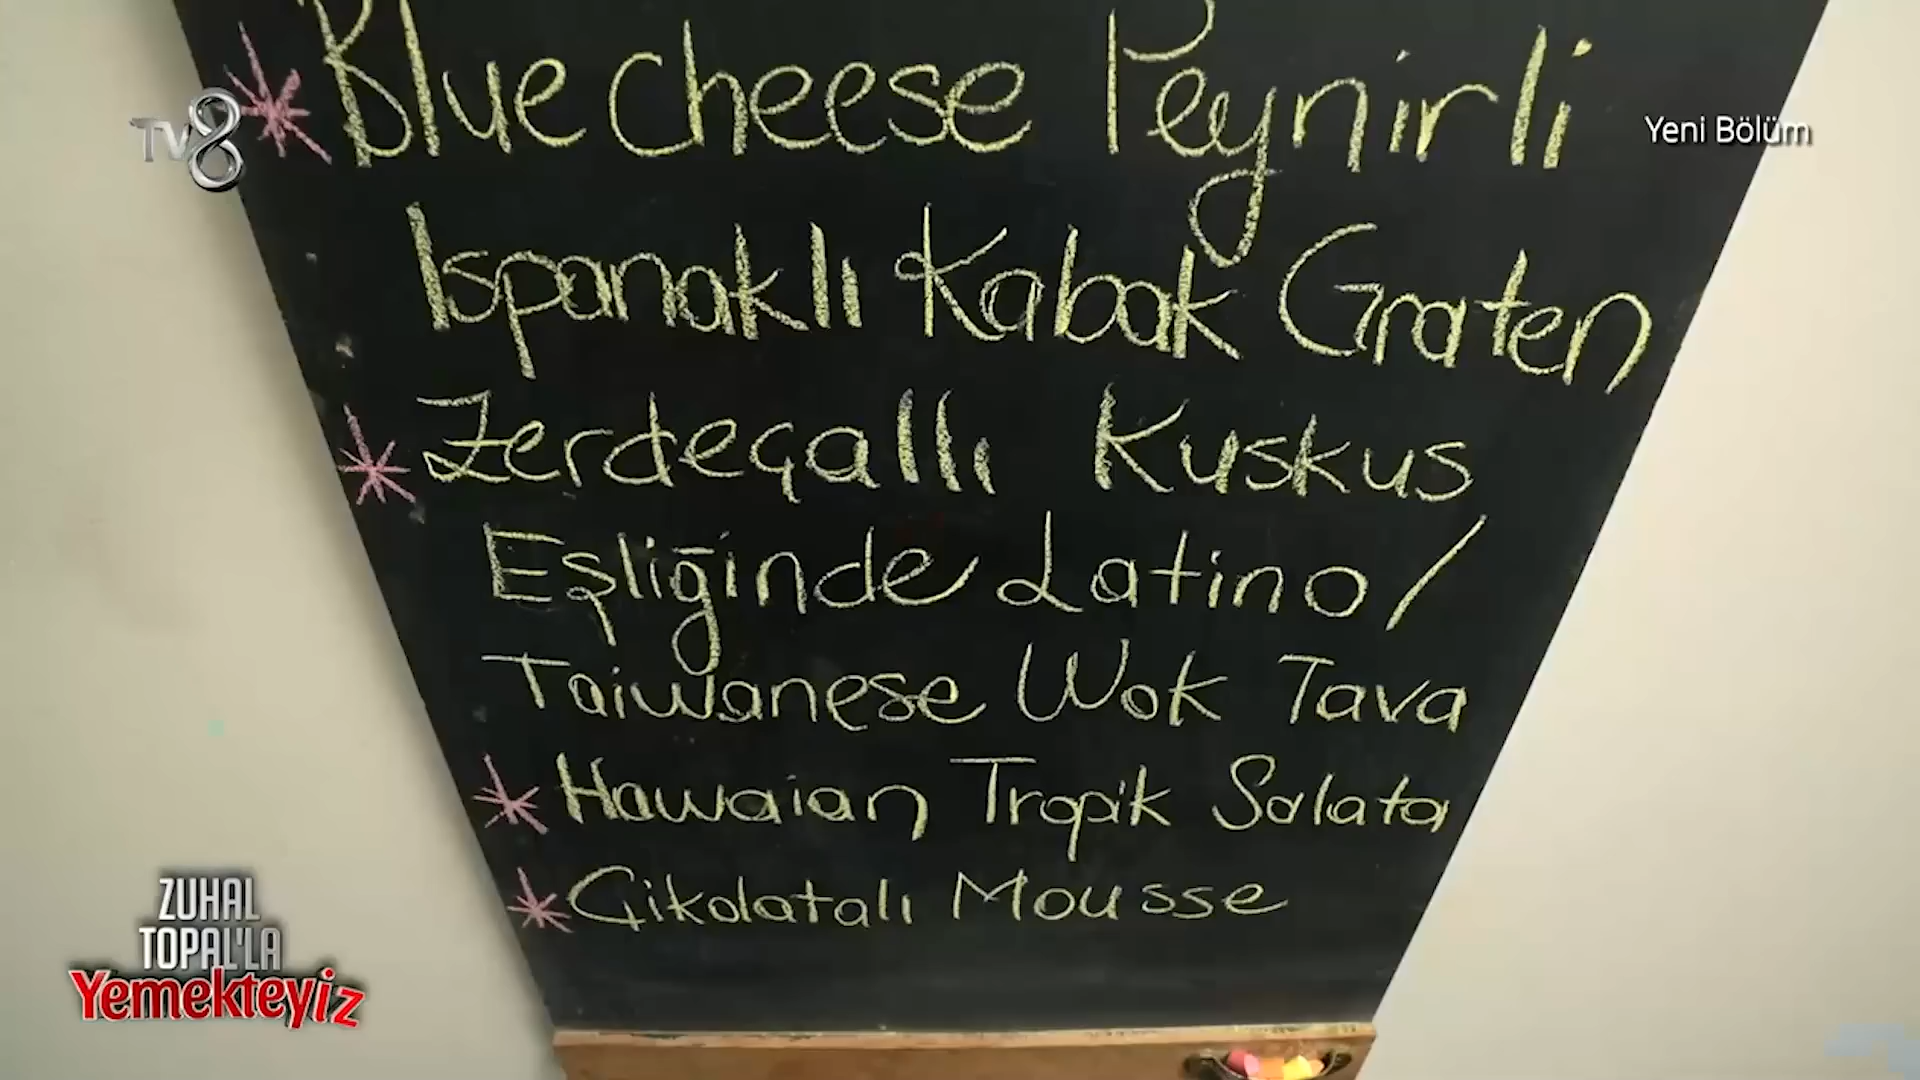 Blue cheese Peynirli
TV8
Yeni Bölüm
Ispanaklı Kabak Graten
Zerdeçallı Kuskus
Eşliğinde Latino/
Taiwanese Wok Tava
Hawaian Tropik Salata
Çikolatalı Mousse
ZUHAL
TOPAL'LA
Yemekteyiz